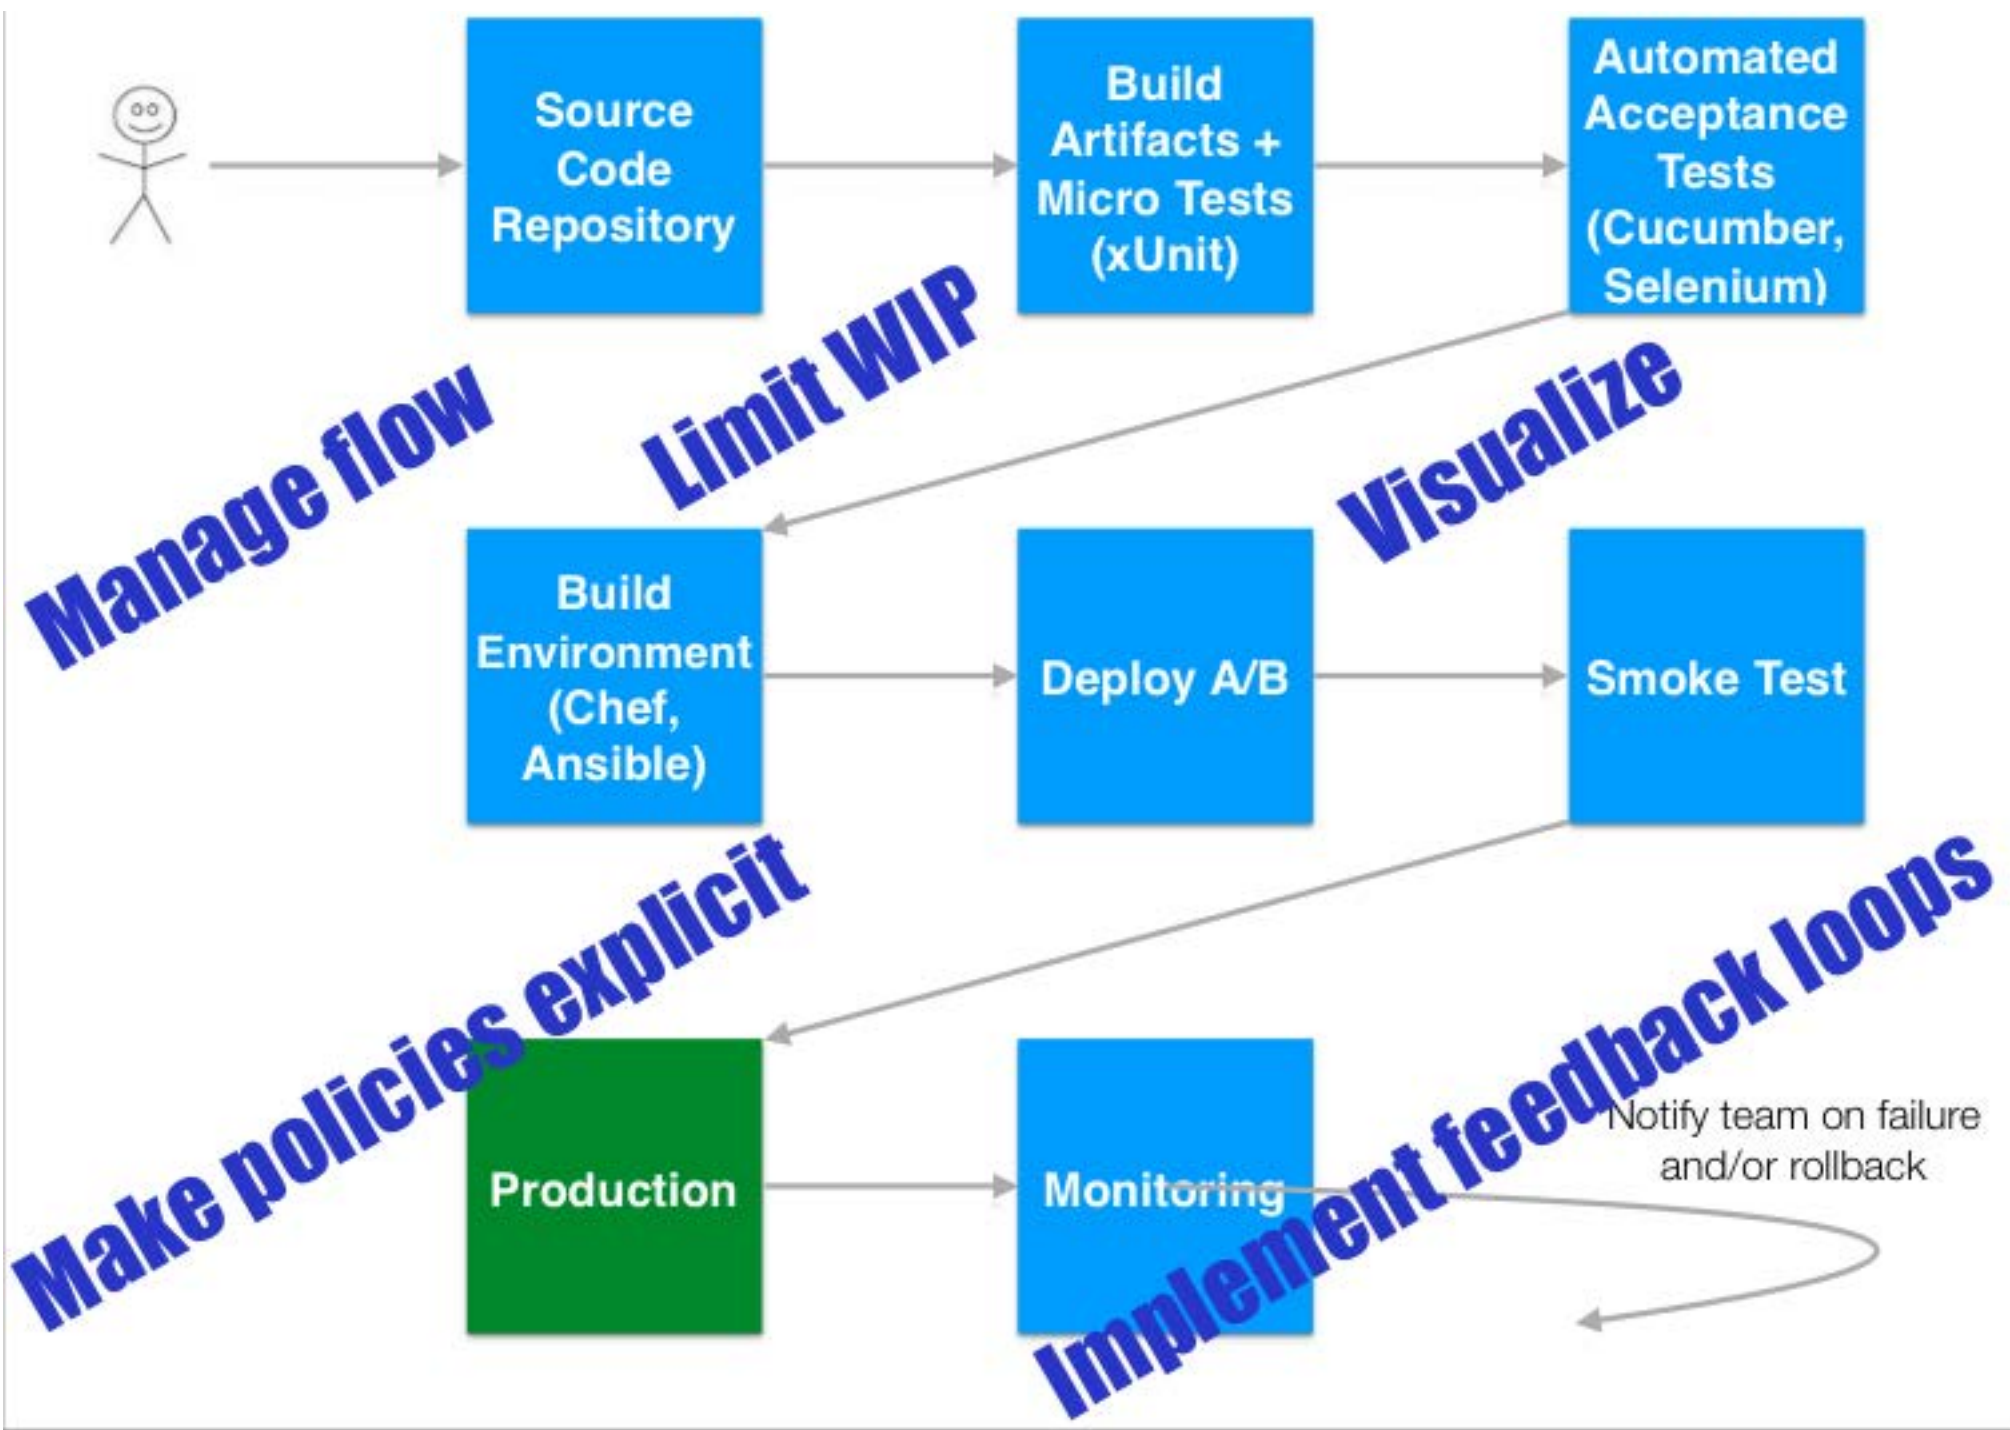 Source
Code
Repository
Build
Artifacts +
Micro Tests
(xUnit)
Automated
Acceptance
Tests
(Cucumber,
Selenium)
Manage flow
Limit WIP
Visualize
Build
Environment
(Chef,
Ansible)
Deploy A/B
Smoke Test
Make policies explicit
Implement feedback loops
Production
Monitoring
Notify team on failure
and/or rollback